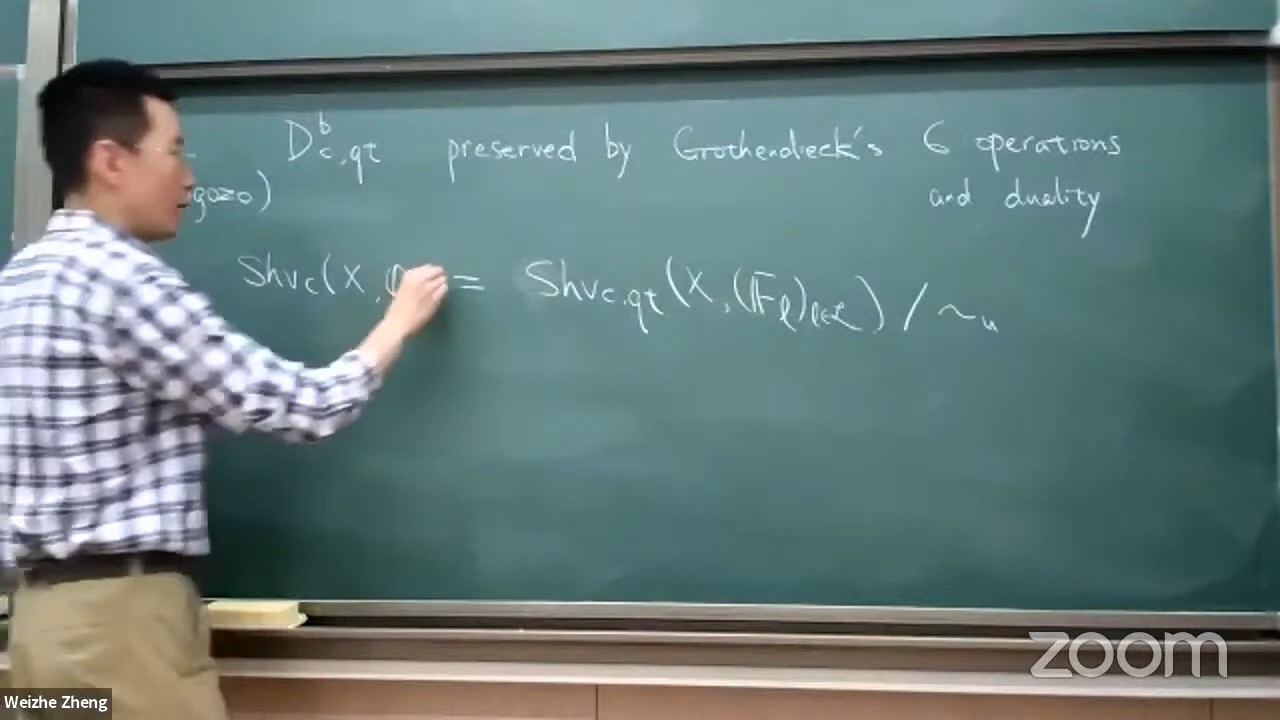 D^b_{c,qt} preserved by Grothendieck's 6 operations
gozo) and duality
Shv_c(X, = Shv_{c,qt}(X, (𝔽_ℓ)_{ℓ∈𝓛}) / ~_u
zoom
Weizhe Zheng